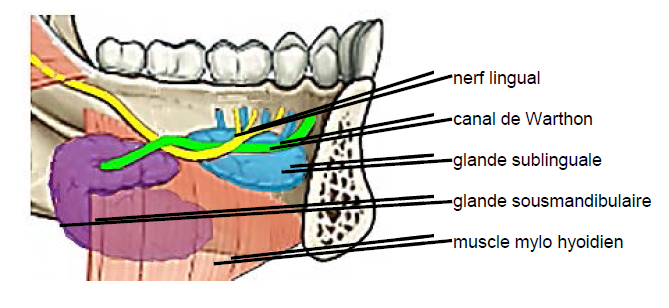 nerf lingual
canal de Warthon
glande sublinguale
glande sousmandibulaire
muscle mylo hyoidien